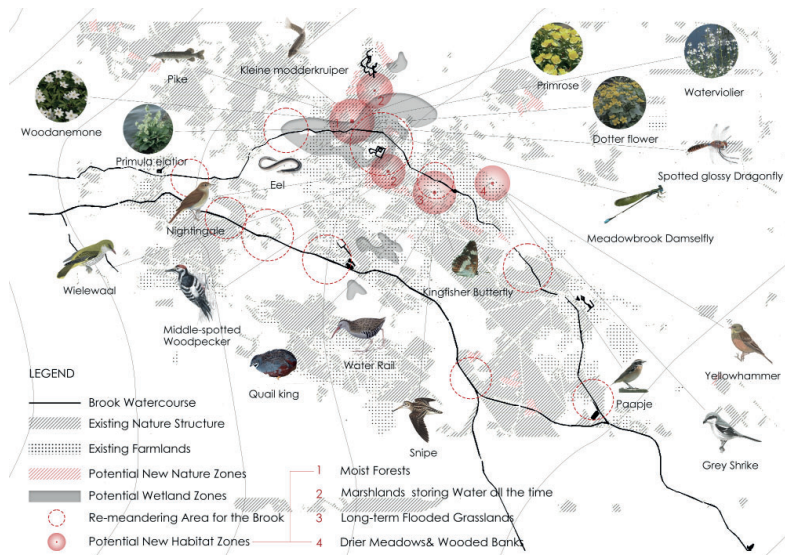 Pike
Kleine modderkruiper
Primrose
Waterviolier
Woodanemone
Primula elatior
Dotter flower
Spotted glossy Dragonfly
Eel
Nightingale
Meadowbrook Damselfly
Wielewaal
Middle-spotted
Woodpecker
Kingfisher Butterfly
Water Rail
Quail king
Snipe
Paapje
Yellowhammer
Grey Shrike
LEGEND
Brook Watercourse
Existing Nature Structure
Existing Farmlands
Potential New Nature Zones
Potential Wetland Zones
Re-meandering Area for the Brook
Potential New Habitat Zones
1 Moist Forests
2 Marshlands storing Water all the time
3 Long-term Flooded Grasslands
4 Drier Meadows& Wooded Banks